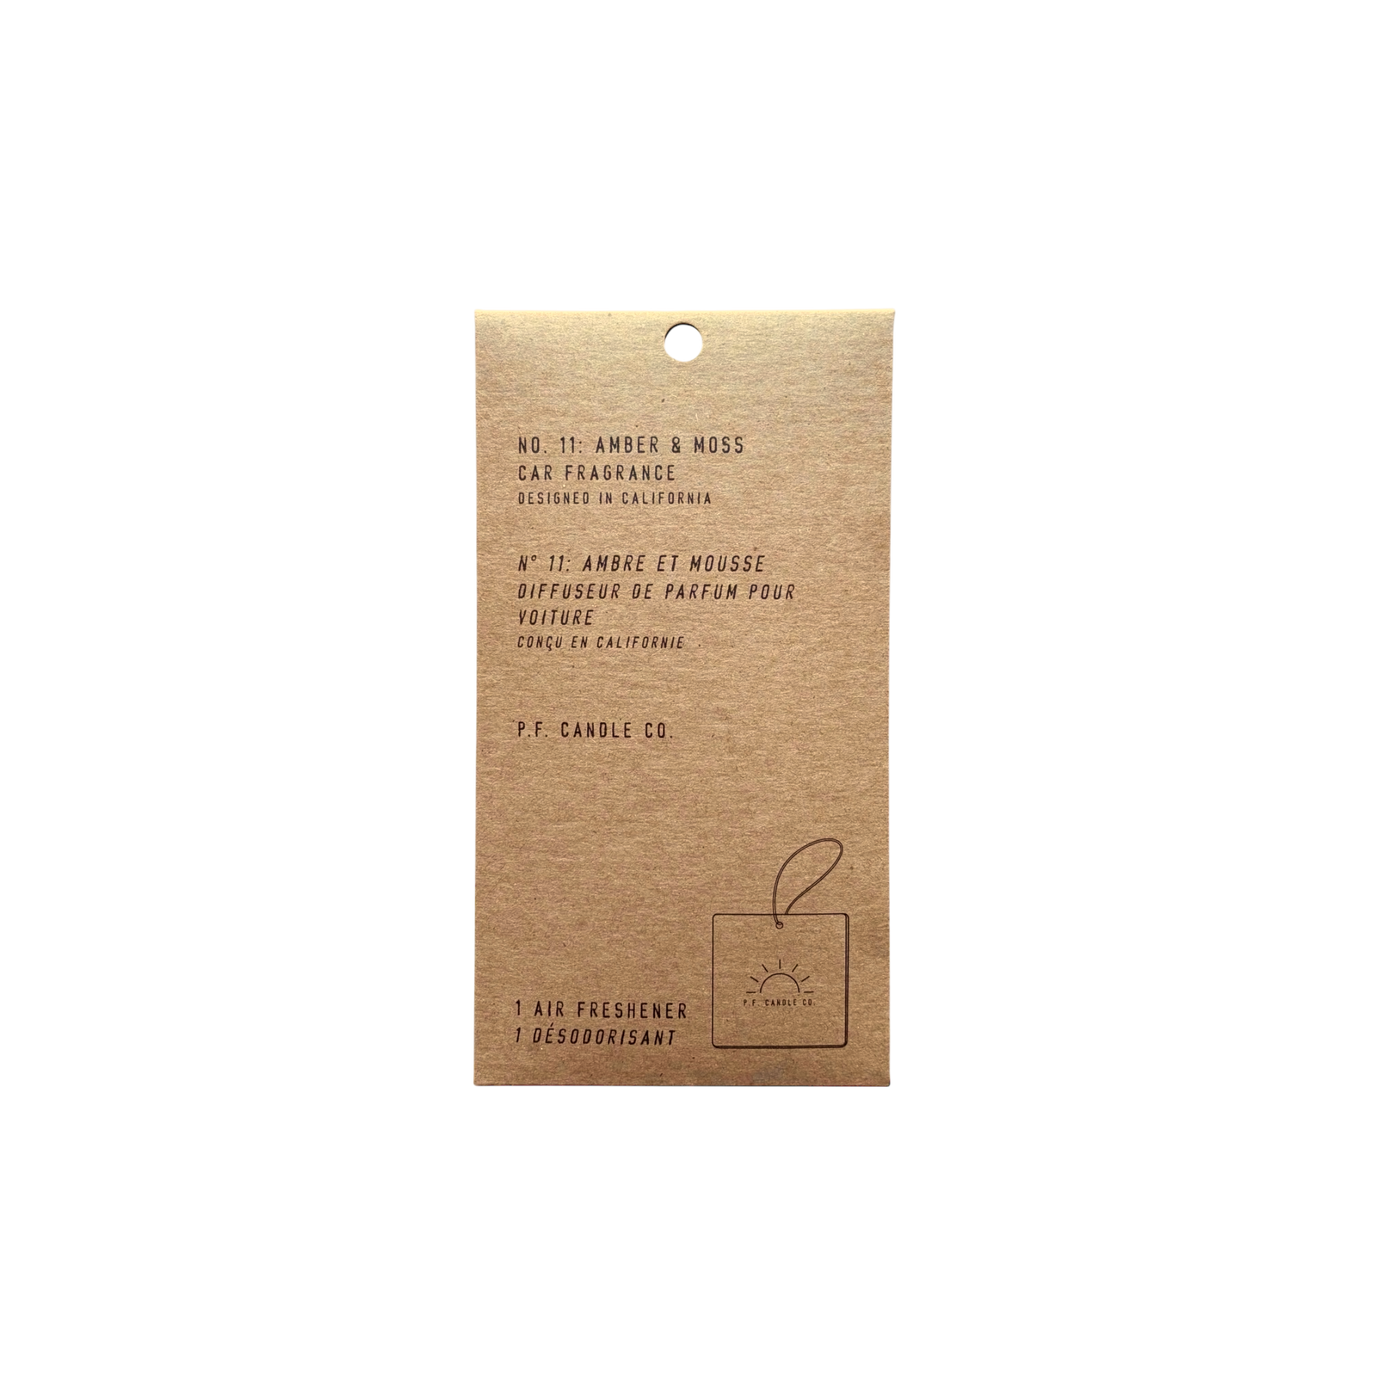 NO. 11: AMBER & MOSS
CAR FRAGRANCE
DESIGNED IN CALIFORNIA
N° 11: AMBRE ET MOUSSE
DIFFUSEUR DE PARFUM POUR
VOITURE
CONÇU EN CALIFORNIE
P.F. CANDLE CO.
P.F. CANDLE CO.
1 AIR FRESHENER
1 DÉSODORISANT